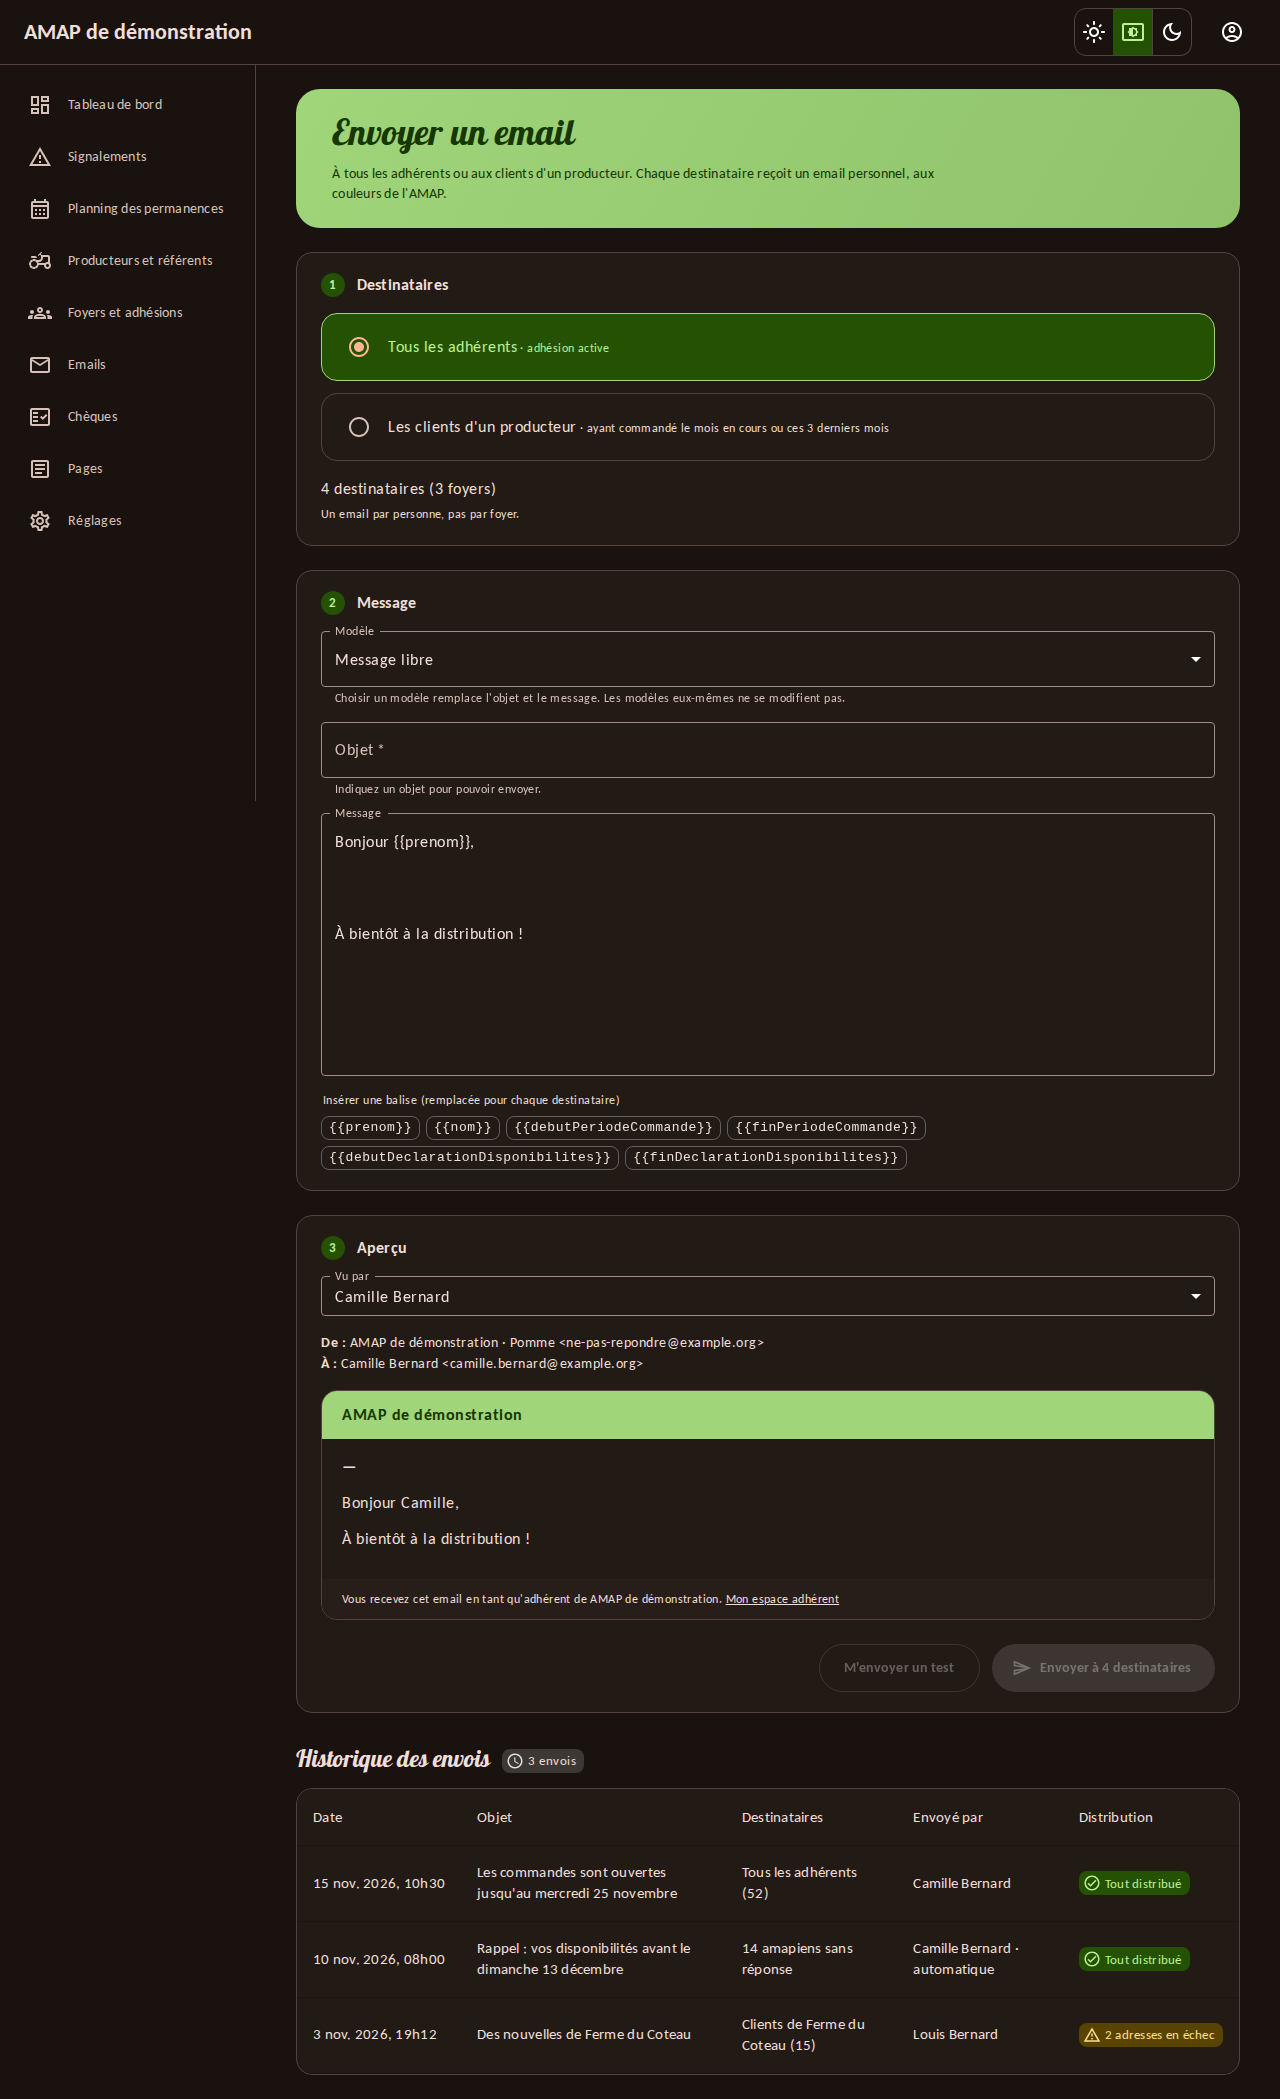 AMAP de démonstration
Tableau de bord
Signalements
Planning des permanences
Producteurs et référents
Foyers et adhésions
Emails
Chèques
Pages
Réglages
Envoyer un email
À tous les adhérents ou aux clients d'un producteur. Chaque destinataire reçoit un email personnel, aux
couleurs de l'AMAP.
1 Destinataires
Tous les adhérents · adhésion active
Les clients d'un producteur · ayant commandé le mois en cours ou ces 3 derniers mois
4 destinataires (3 foyers)
Un email par personne, pas par foyer.
2 Message
Modèle
Message libre
Choisir un modèle remplace l'objet et le message. Les modèles eux-mêmes ne se modifient pas.
Objet *
Indiquez un objet pour pouvoir envoyer.
Message
Bonjour {{prenom}},
À bientôt à la distribution !
Insérer une balise (remplacée pour chaque destinataire)
{{prenom}} {{nom}} {{debutPeriodeCommande}} {{finPeriodeCommande}}
{{debutDeclarationDisponibilites}} {{finDeclarationDisponibilites}}
3 Aperçu
Vu par
Camille Bernard
De : AMAP de démonstration · Pomme <ne-pas-repondre@example.org>
À : Camille Bernard <camille.bernard@example.org>
AMAP de démonstration
—
Bonjour Camille,
À bientôt à la distribution !
Vous recevez cet email en tant qu'adhérent de AMAP de démonstration. Mon espace adhérent
M'envoyer un test
Envoyer à 4 destinataires
Historique des envois 3 envois
Date Objet Destinataires Envoyé par Distribution
15 nov. 2026, 10h30 Les commandes sont ouvertes jusqu'au mercredi 25 novembre Tous les adhérents (52) Camille Bernard Tout distribué
10 nov. 2026, 08h00 Rappel : vos disponibilités avant le dimanche 13 décembre 14 amapiens sans réponse Camille Bernard · automatique Tout distribué
3 nov. 2026, 19h12 Des nouvelles de Ferme du Coteau Clients de Ferme du Coteau (15) Louis Bernard 2 adresses en échec